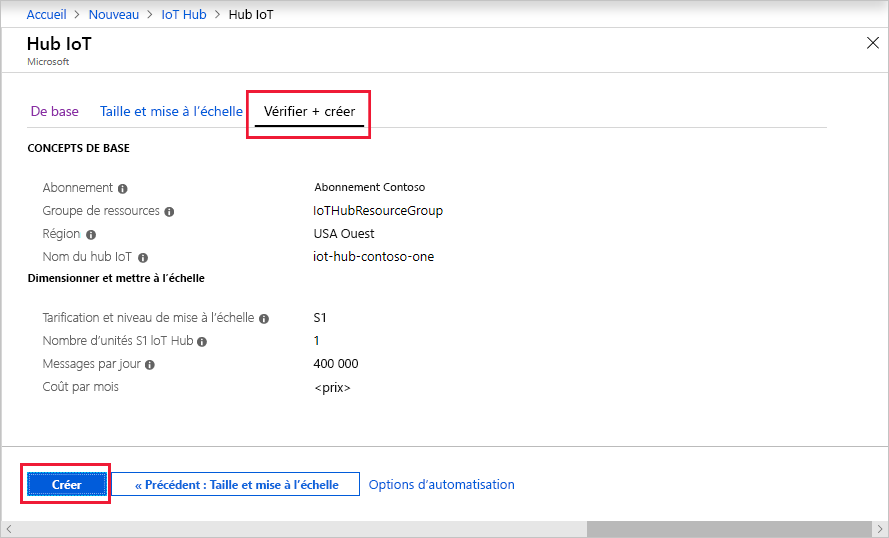 Accueil > Nouveau > IoT Hub > Hub IoT
Hub IoT
Microsoft
De base Taille et mise à l’échelle Vérifier + créer
CONCEPTS DE BASE
Abonnement Abonnement Contoso
Groupe de ressources IoTHubResourceGroup
Région USA Ouest
Nom du hub IoT iot-hub-contoso-one
Dimensionner et mettre à l’échelle
Tarification et niveau de mise à l’échelle S1
Nombre d’unités S1 IoT Hub 1
Messages par jour 400 000
Coût par mois <prix>
Créer « Précédent : Taille et mise à l’échelle Options d’automatisation